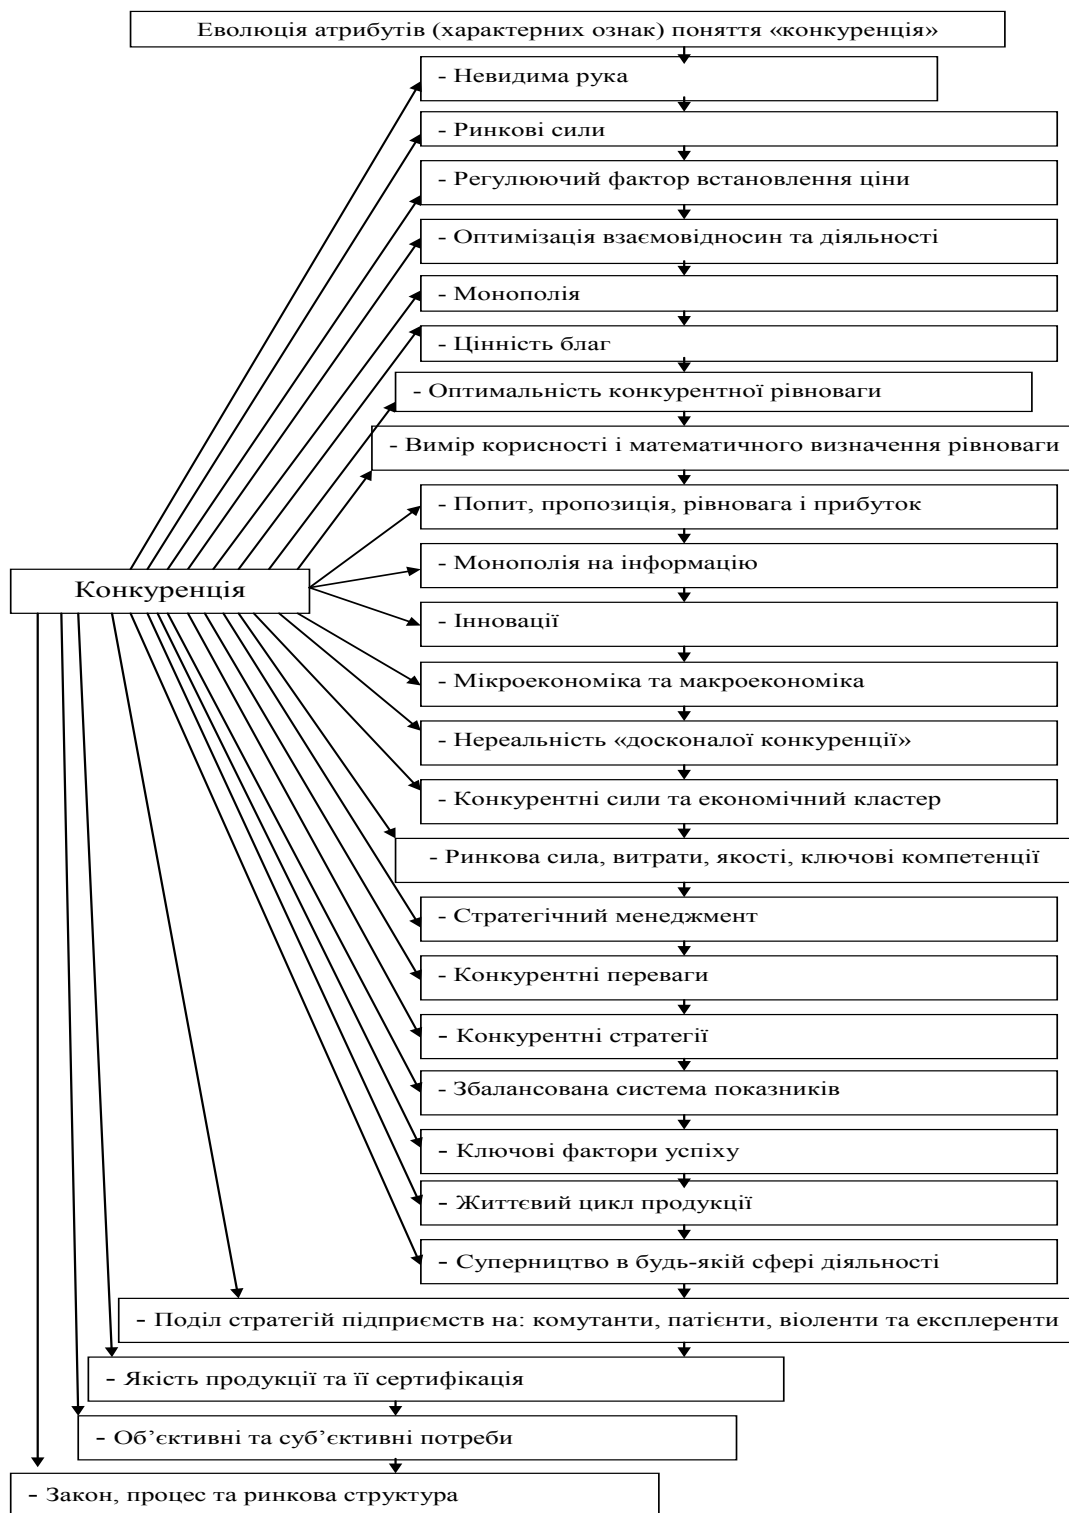 Еволюція атрибутів (характерних ознак) поняття «конкуренція»
- Невидима рука
- Ринкові сили
- Регулюючий фактор встановлення ціни
- Оптимізація взаємовідносин та діяльності
- Монополія
- Цінність благ
- Оптимальність конкурентної рівноваги
- Вимір корисності і математичного визначення рівноваги
- Попит, пропозиція, рівновага і прибуток
- Монополія на інформацію
Конкуренція
- Інновації
- Мікроекономіка та макроекономіка
- Нереальність «досконалої конкуренції»
- Конкурентні сили та економічний кластер
- Ринкова сила, витрати, якості, ключові компетенції
- Стратегічний менеджмент
- Конкурентні переваги
- Конкурентні стратегії
- Збалансована система показників
- Ключові фактори успіху
- Життєвий цикл продукції
- Суперництво в будь-якій сфері діяльності
- Поділ стратегій підприємств на: комутанти, патієнти, віоленти та експлеренти
- Якість продукції та її сертифікація
- Об’єктивні та суб’єктивні потреби
- Закон, процес та ринкова структура